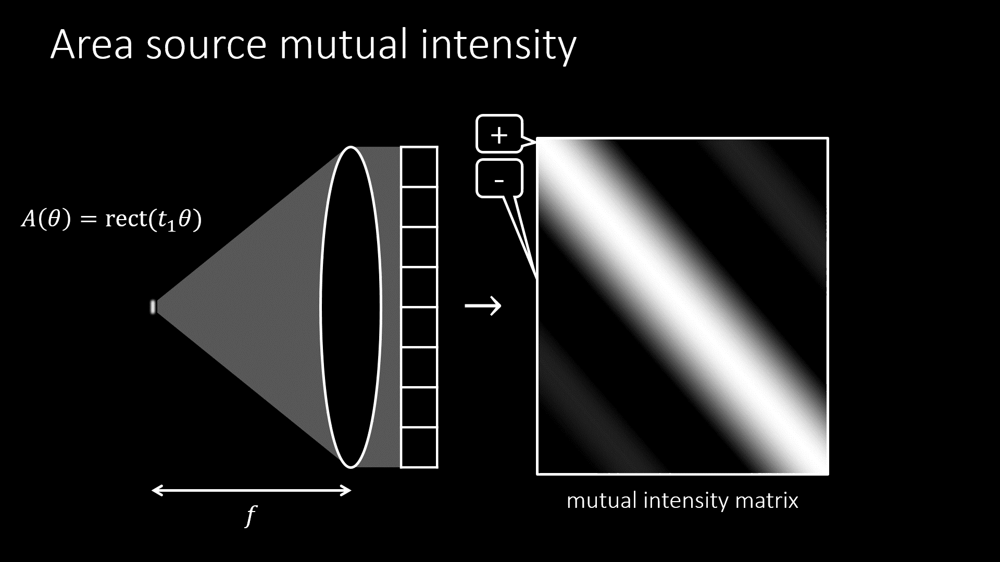 Area source mutual intensity
+
-
A(θ) = rect(t₁θ)
→
f
mutual intensity matrix